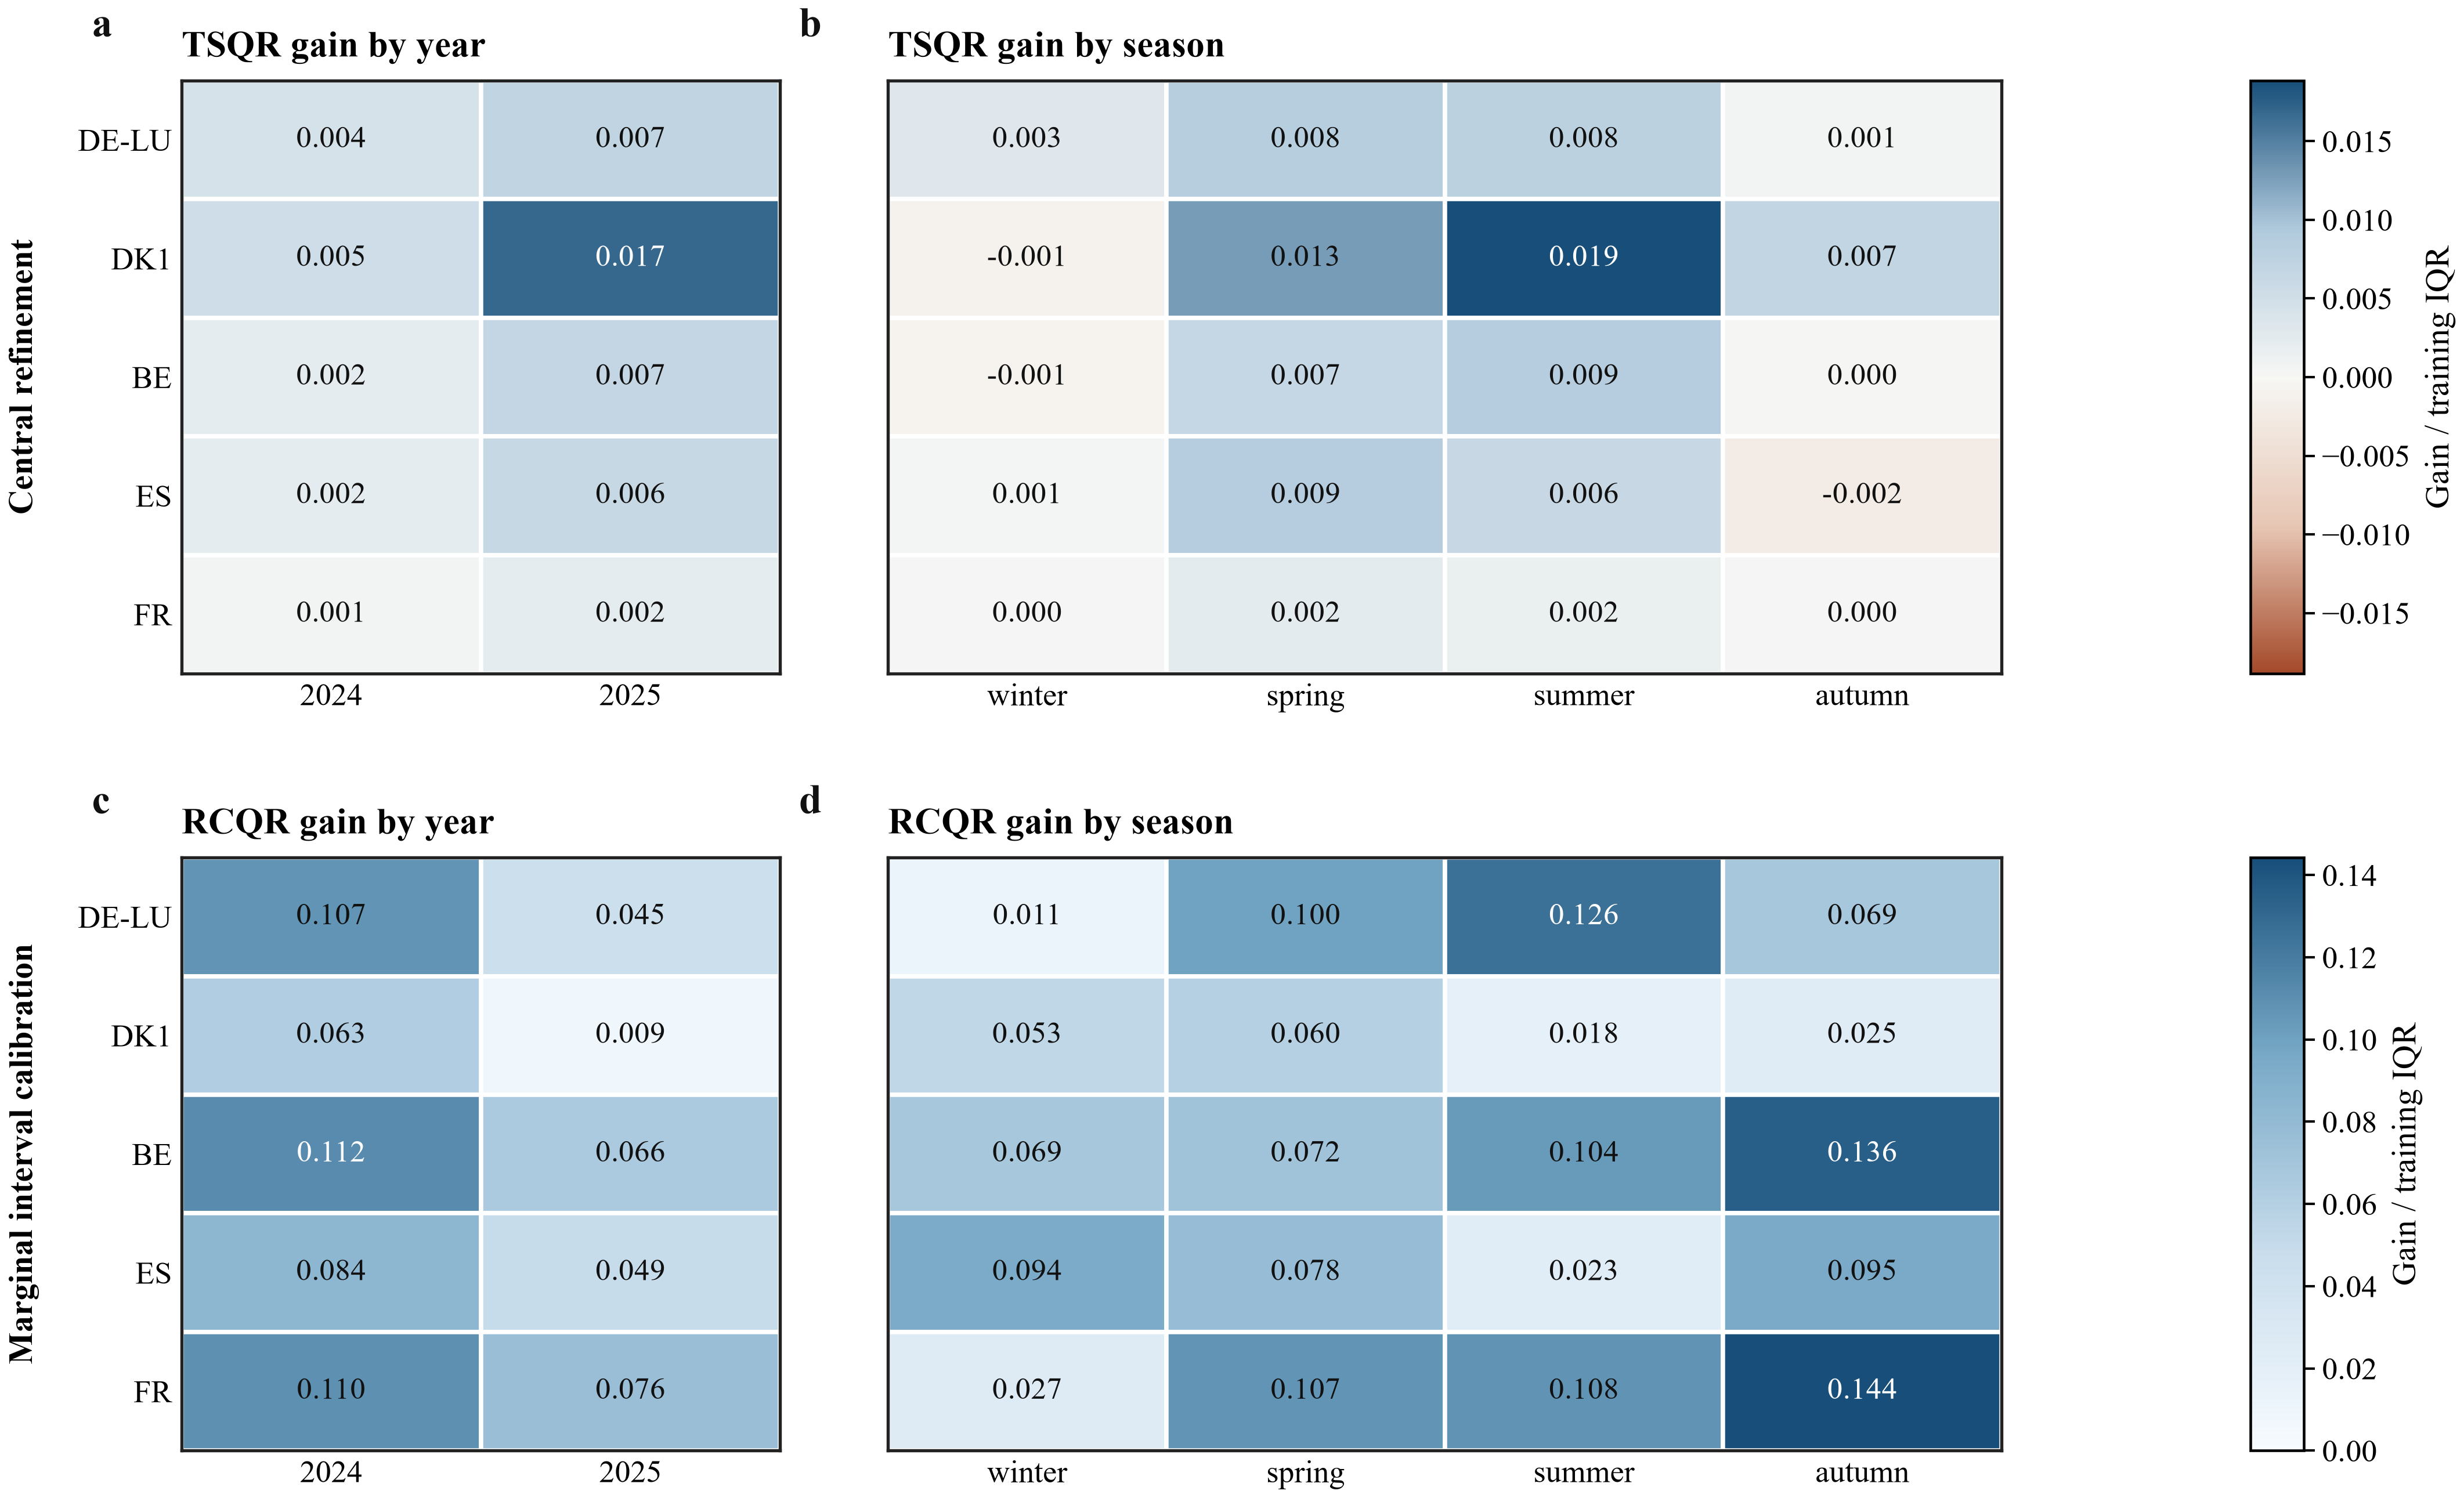 a
TSQR gain by year
b
TSQR gain by season
Central refinement
DE-LU 0.004 0.007 0.003 0.008 0.008 0.001
DK1 0.005 0.017 -0.001 0.013 0.019 0.007
BE 0.002 0.007 -0.001 0.007 0.009 0.000
ES 0.002 0.006 0.001 0.009 0.006 -0.002
FR 0.001 0.002 0.000 0.002 0.002 0.000
2024 2025 winter spring summer autumn
0.015
0.010
0.005
0.000
−0.005
−0.010
−0.015
Gain / training IQR
c
RCQR gain by year
d
RCQR gain by season
Marginal interval calibration
DE-LU 0.107 0.045 0.011 0.100 0.126 0.069
DK1 0.063 0.009 0.053 0.060 0.018 0.025
BE 0.112 0.066 0.069 0.072 0.104 0.136
ES 0.084 0.049 0.094 0.078 0.023 0.095
FR 0.110 0.076 0.027 0.107 0.108 0.144
2024 2025 winter spring summer autumn
0.14
0.12
0.10
0.08
0.06
0.04
0.02
0.00
Gain / training IQR